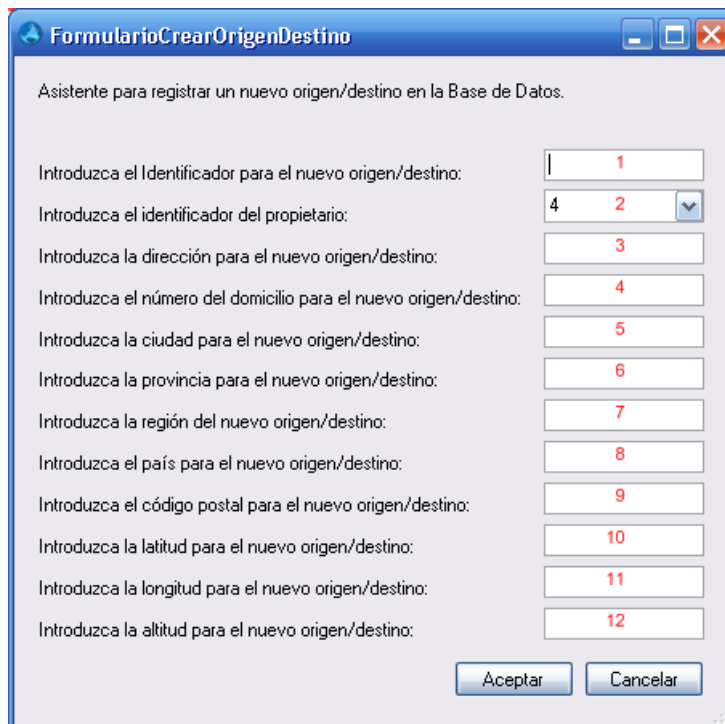 FormularioCrearOrigenDestino
Asistente para registrar un nuevo origen/destino en la Base de Datos.
Introduzca el Identificador para el nuevo origen/destino: 1
Introduzca el identificador del propietario: 4 2
Introduzca la dirección para el nuevo origen/destino: 3
Introduzca el número del domicilio para el nuevo origen/destino: 4
Introduzca la ciudad para el nuevo origen/destino: 5
Introduzca la provincia para el nuevo origen/destino: 6
Introduzca la región del nuevo origen/destino: 7
Introduzca el país para el nuevo origen/destino: 8
Introduzca el código postal para el nuevo origen/destino: 9
Introduzca la latitud para el nuevo origen/destino: 10
Introduzca la longitud para el nuevo origen/destino: 11
Introduzca la altitud para el nuevo origen/destino: 12
Aceptar Cancelar